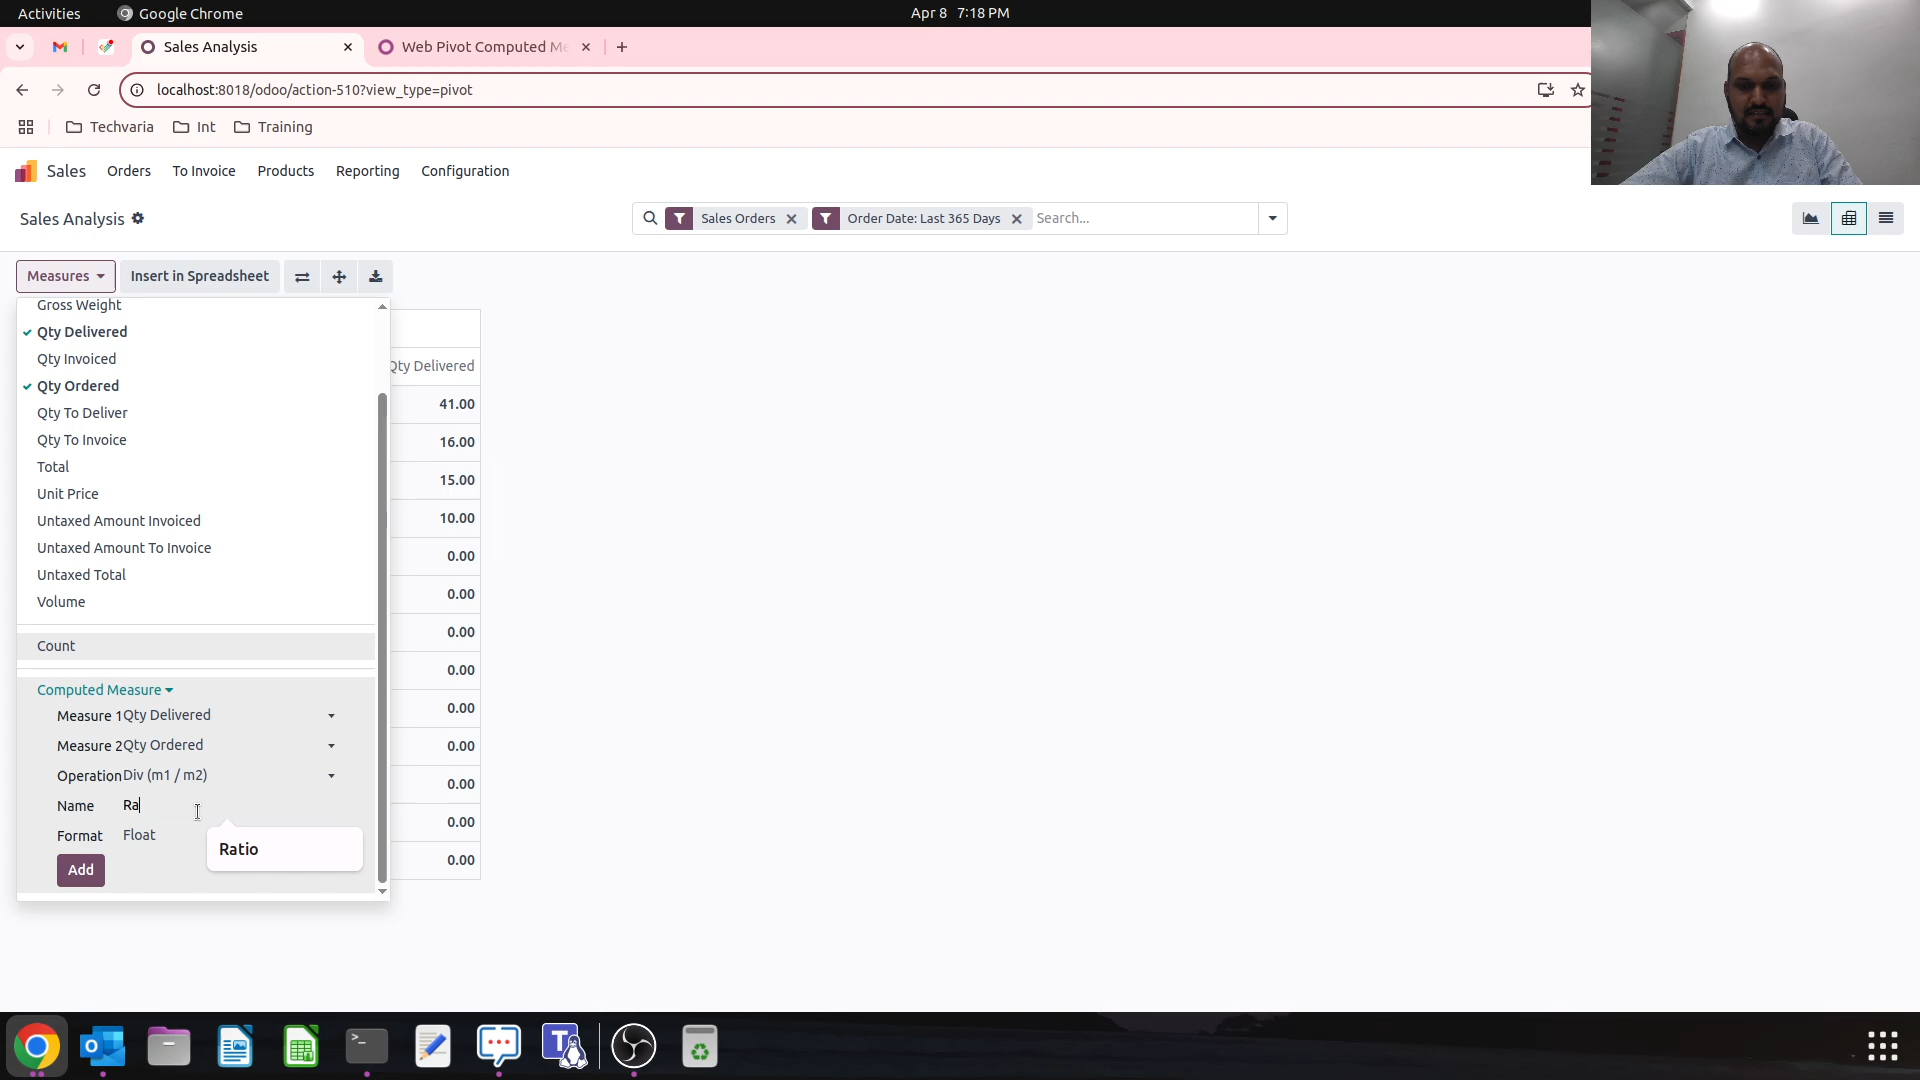 Activities
Google Chrome
Apr 8 7:18 PM
Sales Analysis
Web Pivot Computed Me
localhost:8018/odoo/action-510?view_type=pivot
Techvaria
Int
Training
Sales
Orders
To Invoice
Products
Reporting
Configuration
Sales Analysis
Sales Orders
Order Date: Last 365 Days
Search...
Measures
Insert in Spreadsheet
Gross Weight
Qty Delivered
Qty Invoiced
Qty Ordered
Qty To Deliver
Qty To Invoice
Total
Unit Price
Untaxed Amount Invoiced
Untaxed Amount To Invoice
Untaxed Total
Volume
Count
Computed Measure
Measure 1 Qty Delivered
Measure 2 Qty Ordered
Operation Div (m1 / m2)
Name Ra
Format Float
Ratio
Add
Qty Delivered
41.00
16.00
15.00
10.00
0.00
0.00
0.00
0.00
0.00
0.00
0.00
0.00
0.00